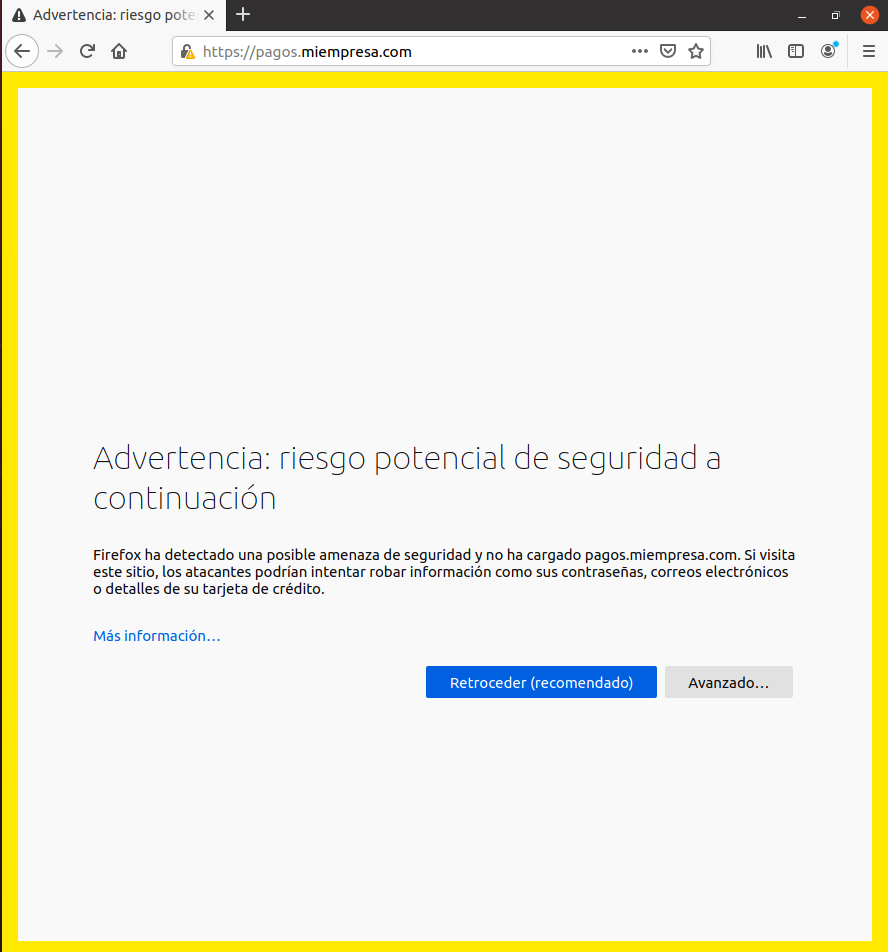 Advertencia: riesgo pote
https://pagos.miempresa.com
Advertencia: riesgo potencial de seguridad a
continuación
Firefox ha detectado una posible amenaza de seguridad y no ha cargado pagos.miempresa.com. Si visita
este sitio, los atacantes podrían intentar robar información como sus contraseñas, correos electrónicos
o detalles de su tarjeta de crédito.
Más información…
Retroceder (recomendado)
Avanzado…